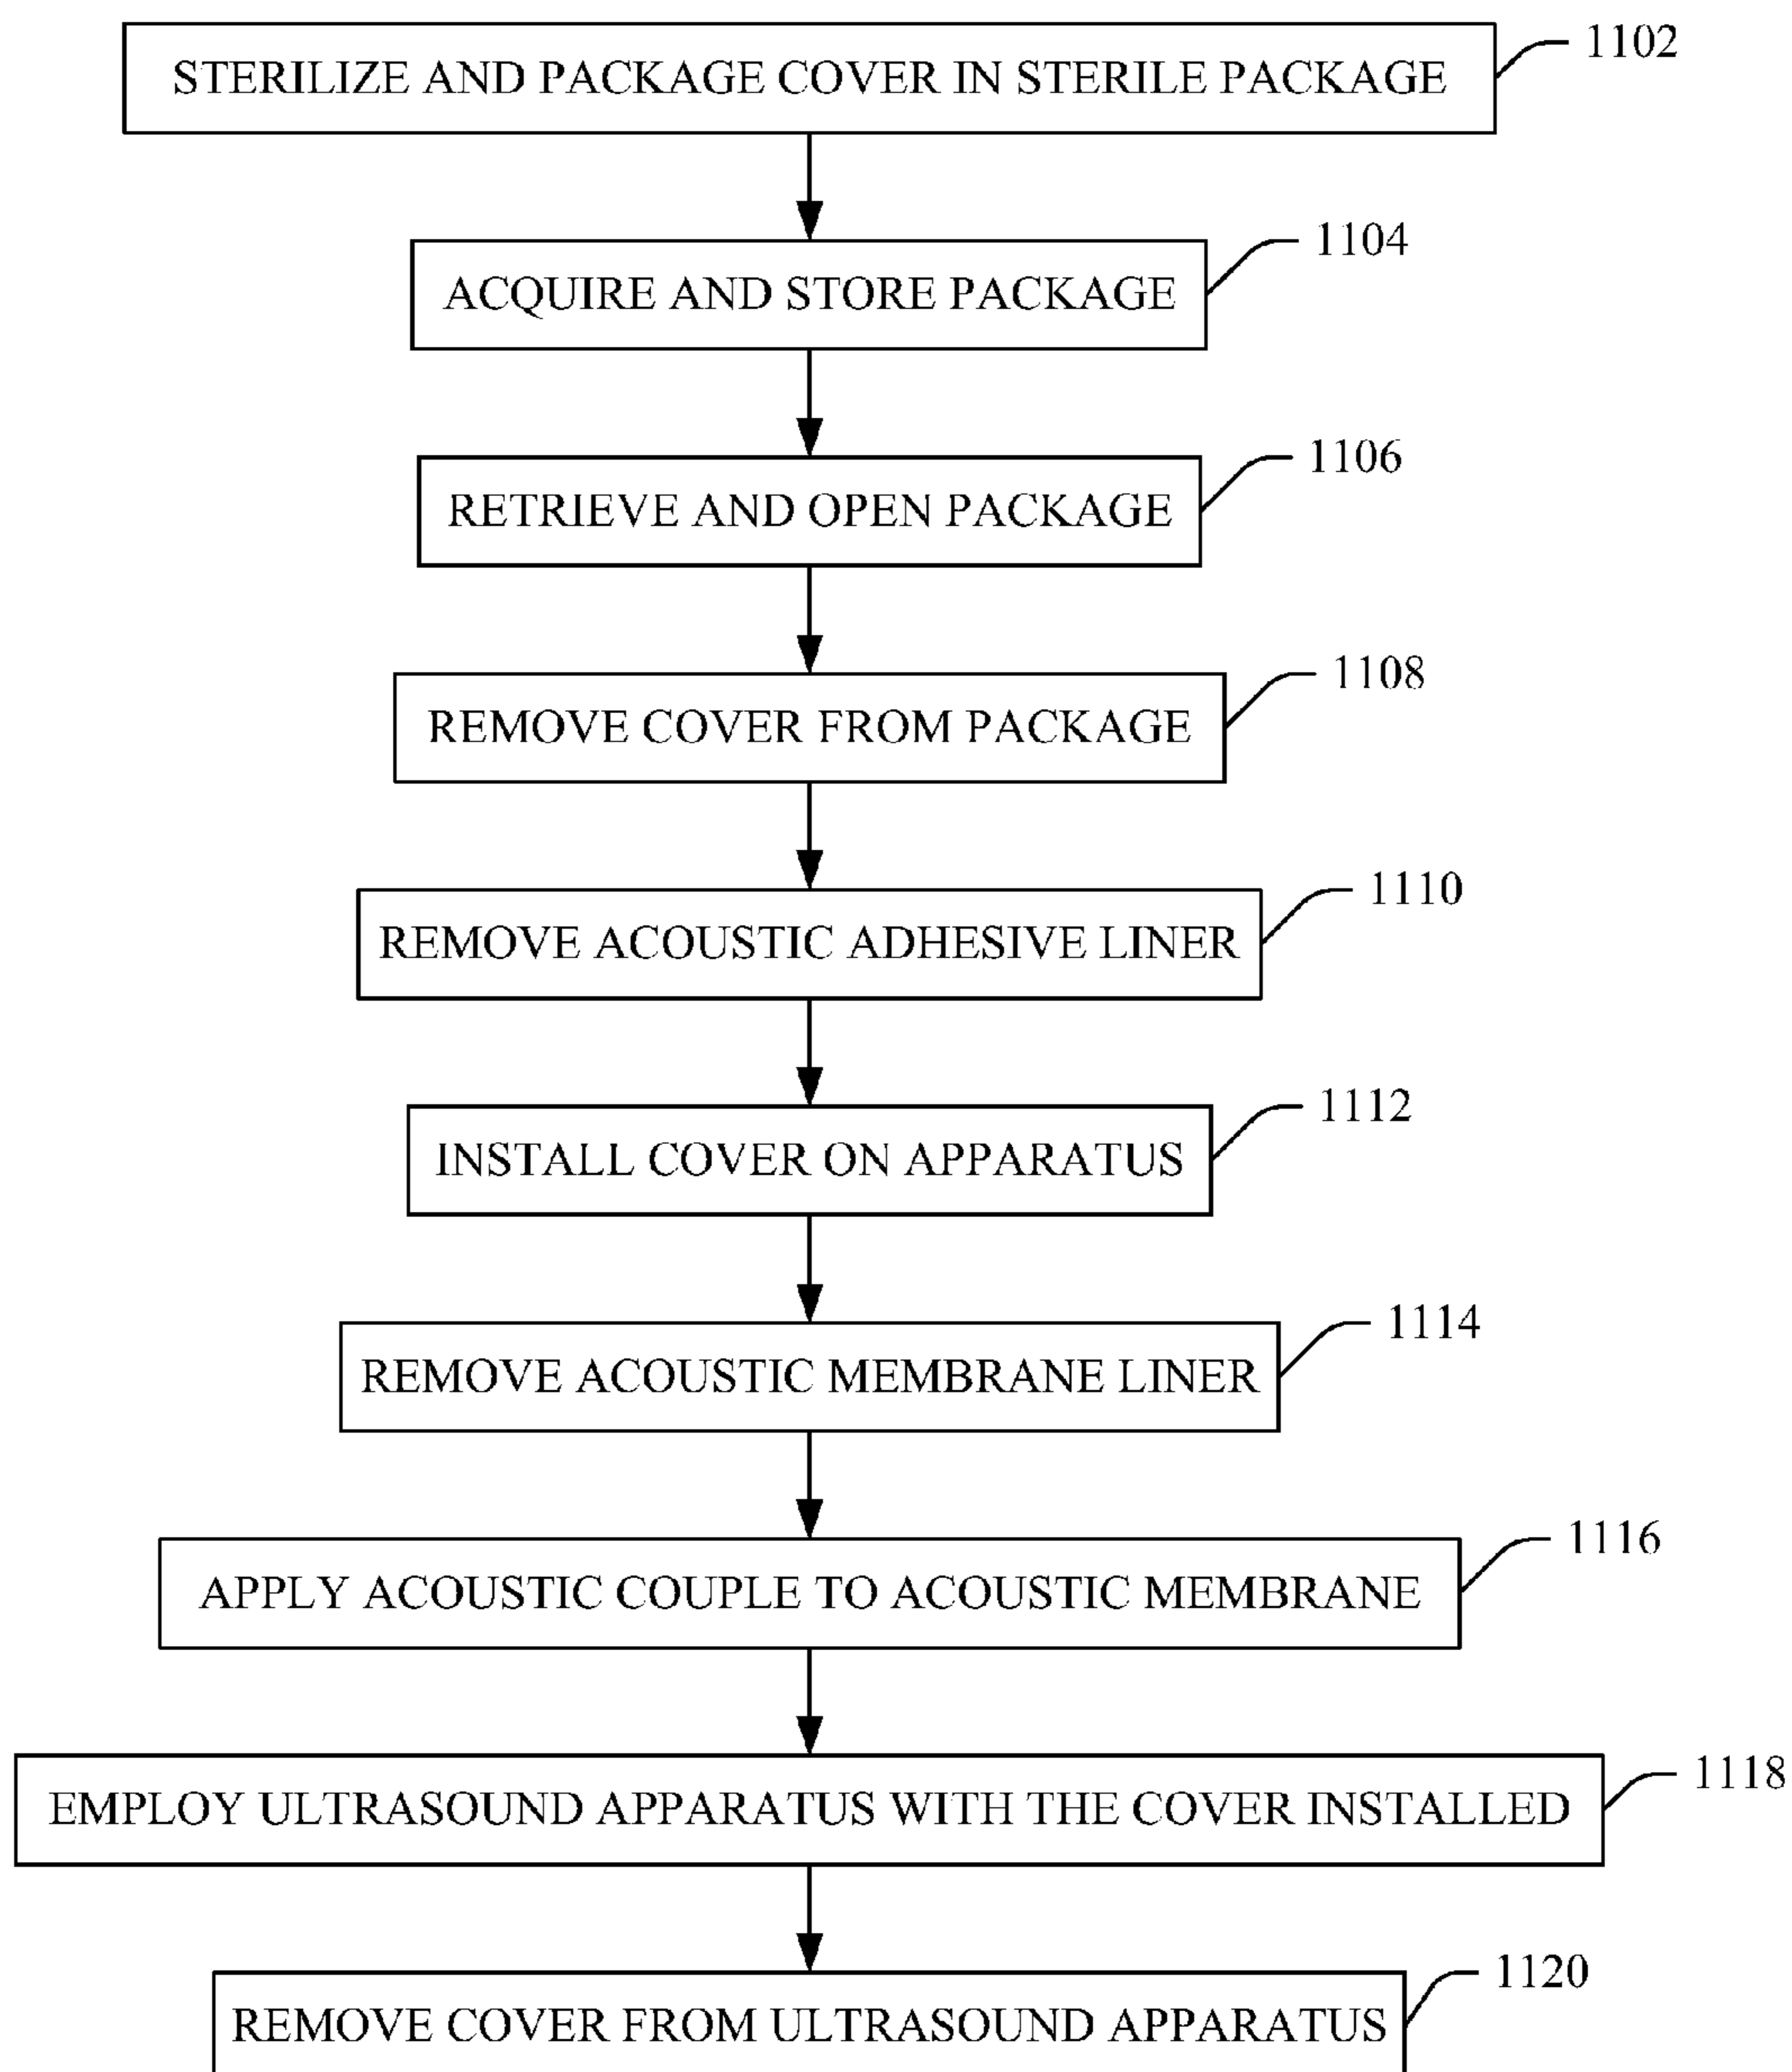 STERILIZE AND PACKAGE COVER IN STERILE PACKAGE
1102
ACQUIRE AND STORE PACKAGE
1104
RETRIEVE AND OPEN PACKAGE
1106
REMOVE COVER FROM PACKAGE
1108
REMOVE ACOUSTIC ADHESIVE LINER
1110
INSTALL COVER ON APPARATUS
1112
REMOVE ACOUSTIC MEMBRANE LINER
1114
APPLY ACOUSTIC COUPLE TO ACOUSTIC MEMBRANE
1116
EMPLOY ULTRASOUND APPARATUS WITH THE COVER INSTALLED
1118
REMOVE COVER FROM ULTRASOUND APPARATUS
1120